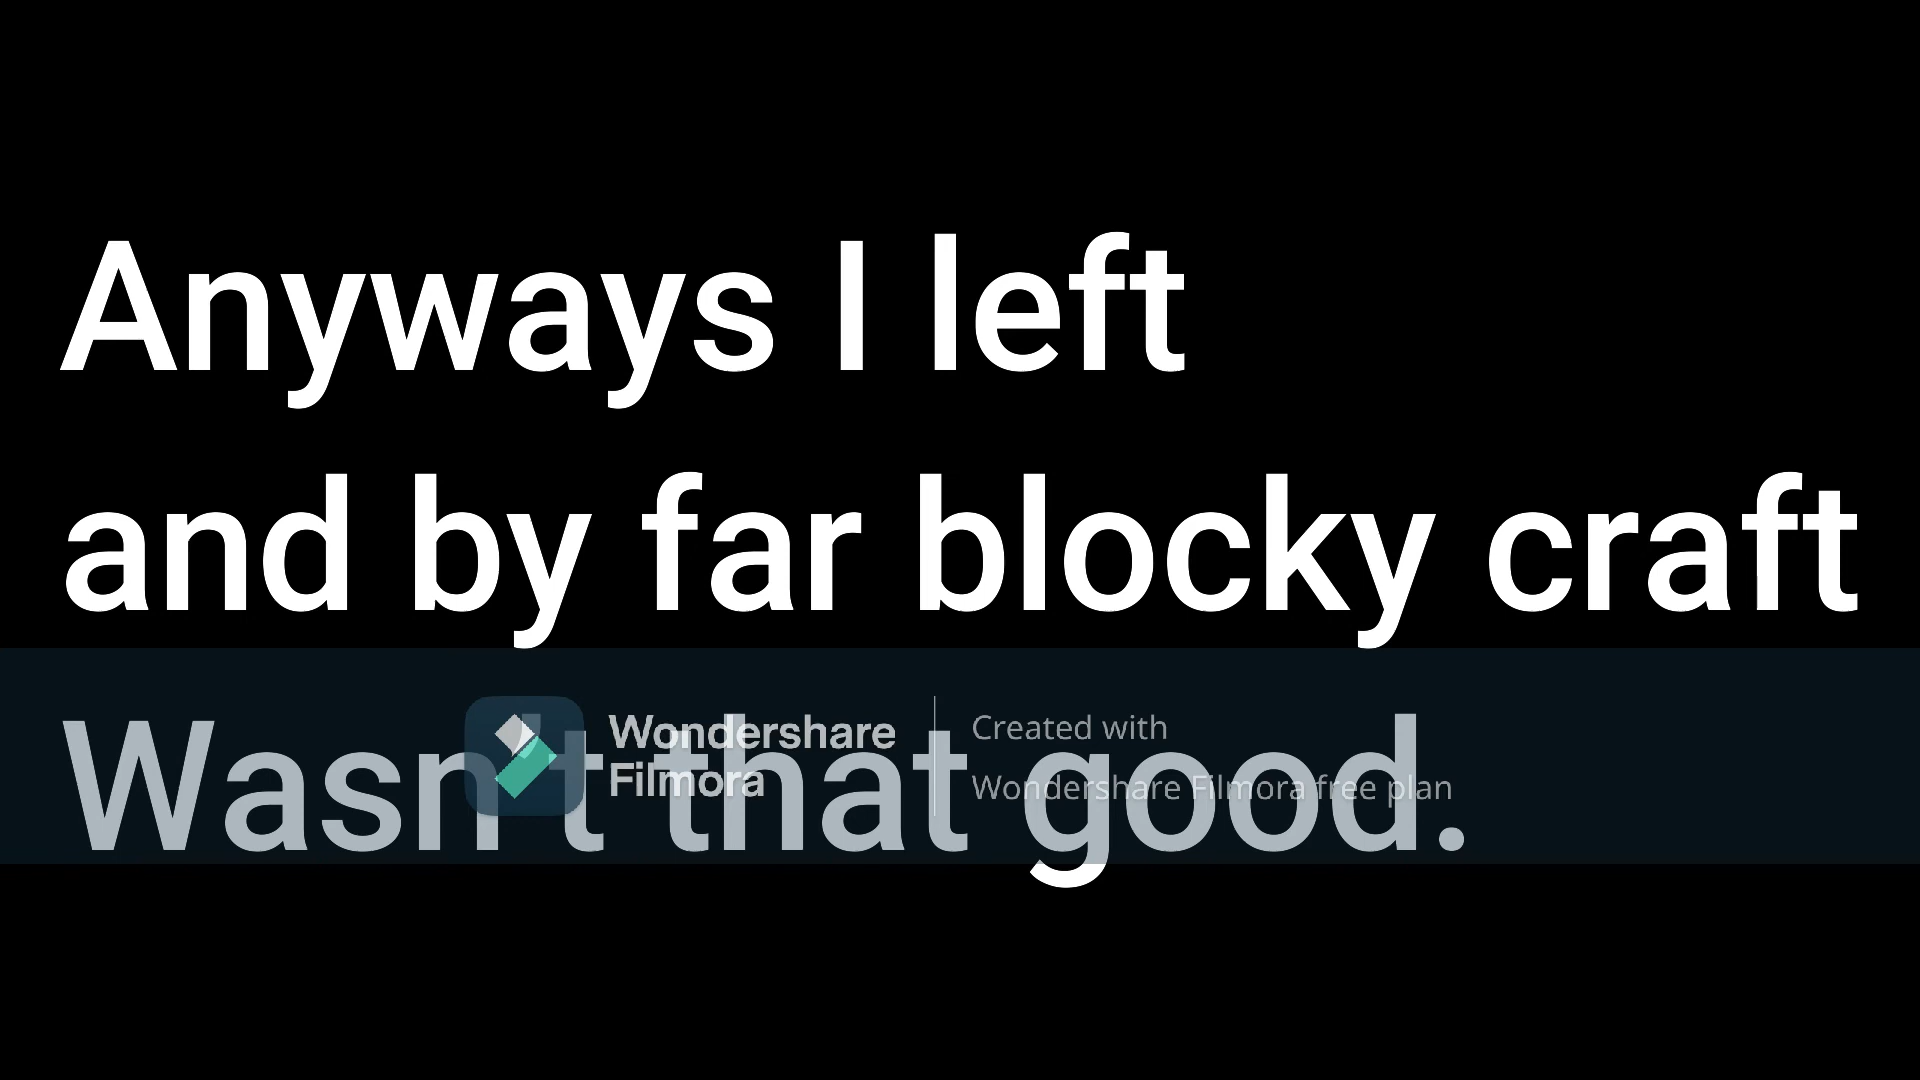 Anyways I left
and by far blocky craft
Wasn't that good.
Wondershare
Filmora
Created with
Wondershare Filmora free plan